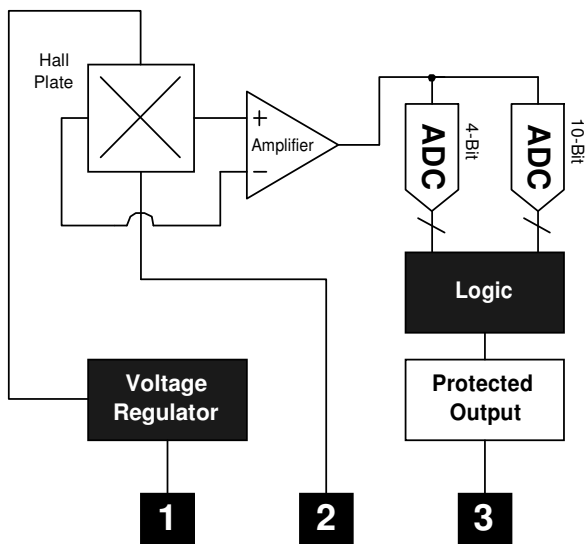 Hall
Plate
+
Amplifier
−
ADC
4-Bit
ADC
10-Bit
Logic
Voltage
Regulator
Protected
Output
1
2
3